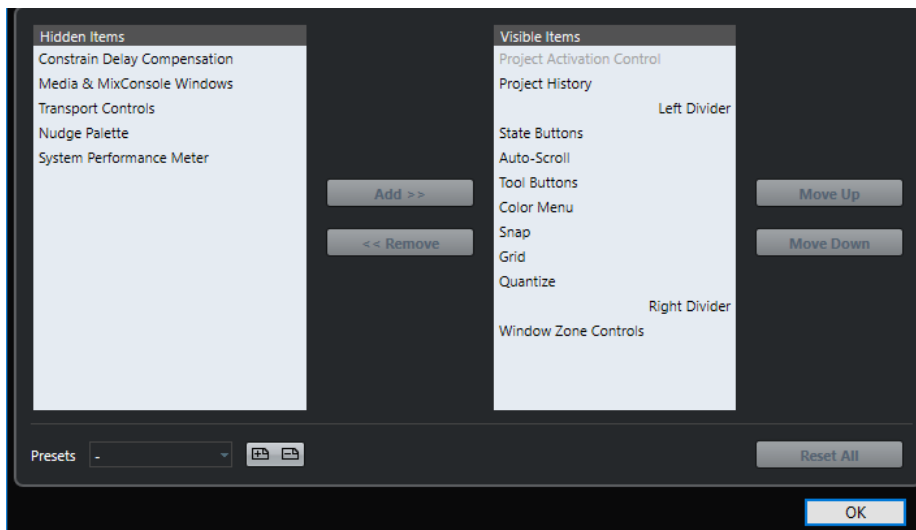 Hidden Items
Constrain Delay Compensation
Media & MixConsole Windows
Transport Controls
Nudge Palette
System Performance Meter
Add >>
<< Remove
Visible Items
Project Activation Control
Project History
Left Divider
State Buttons
Auto-Scroll
Tool Buttons
Color Menu
Snap
Grid
Quantize
Right Divider
Window Zone Controls
Move Up
Move Down
Presets -
Reset All
OK